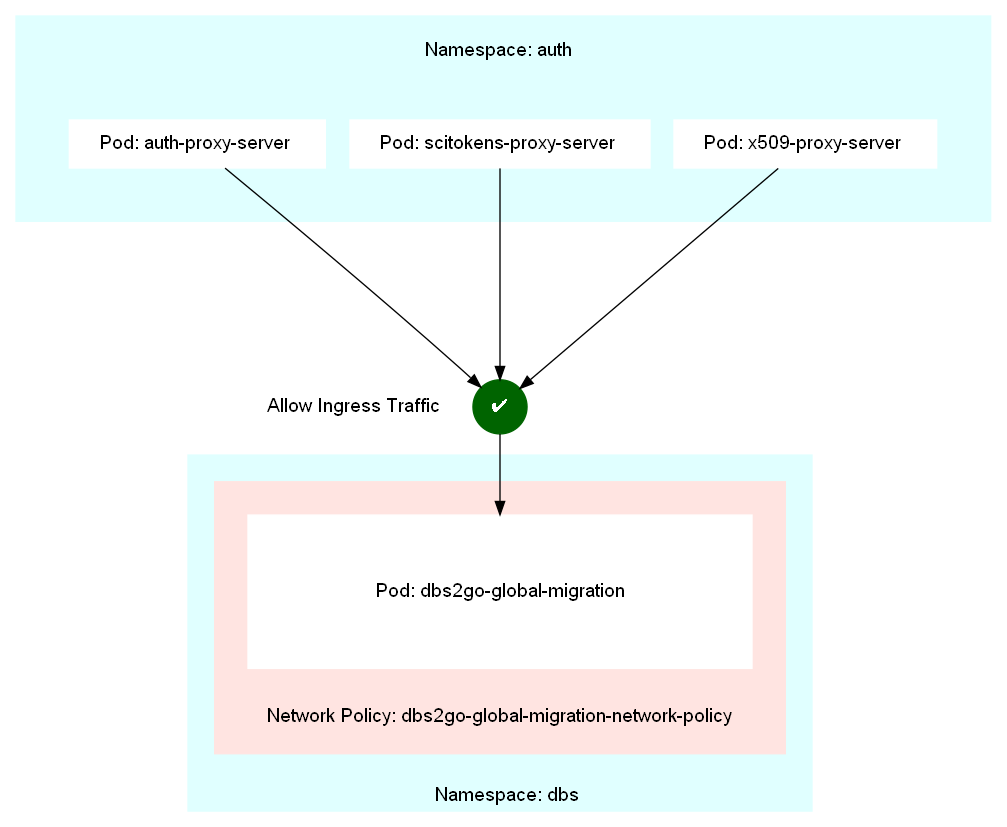 Namespace: auth
Pod: auth-proxy-server
Pod: scitokens-proxy-server
Pod: x509-proxy-server
Allow Ingress Traffic
✔
Pod: dbs2go-global-migration
Network Policy: dbs2go-global-migration-network-policy
Namespace: dbs